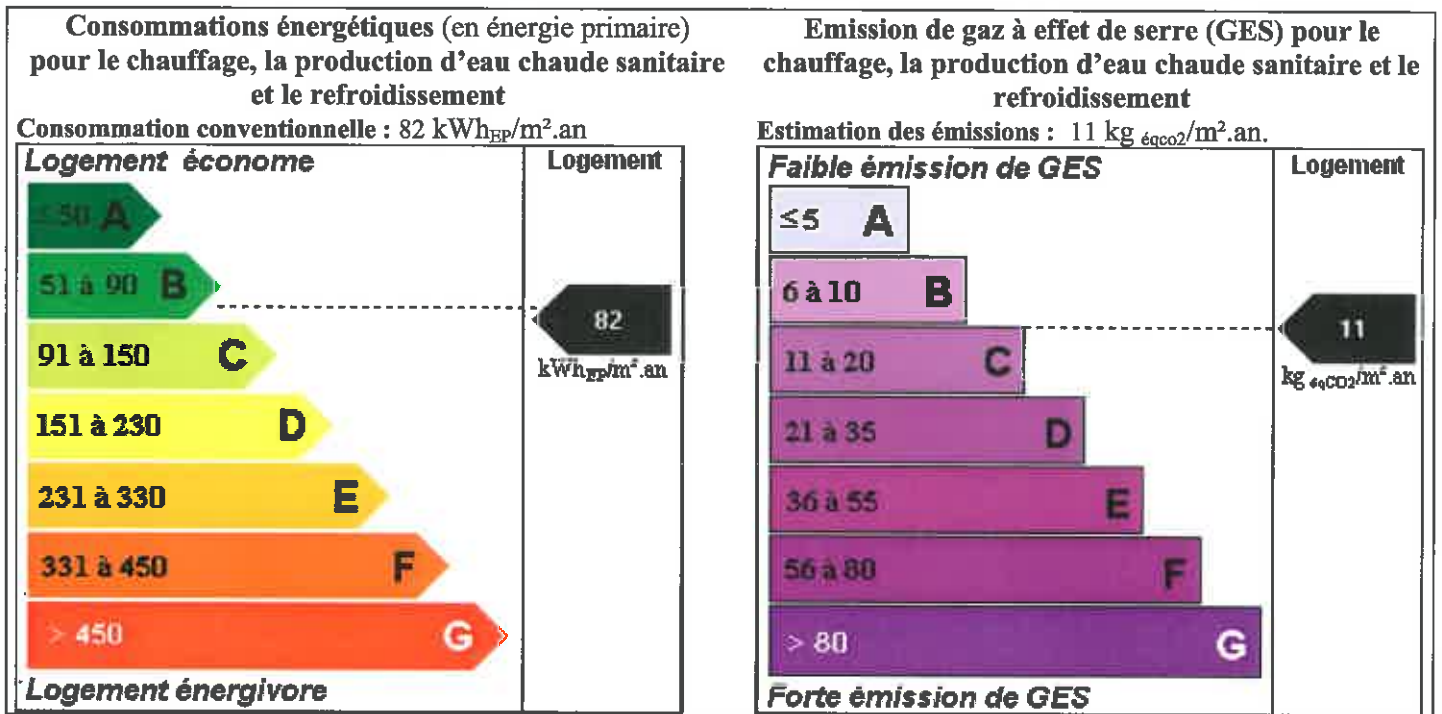 Consommations énergétiques (en énergie primaire)
pour le chauffage, la production d'eau chaude sanitaire
et le refroidissement
Consommation conventionnelle : 82 kWhEP/m².an
Logement économe
Logement
≤ 50 A
51 à 90 B
91 à 150 C
151 à 230 D
231 à 330 E
331 à 450 F
> 450 G
82
kWhEP/m².an
Logement énergivore
Emission de gaz à effet de serre (GES) pour le
chauffage, la production d'eau chaude sanitaire et le
refroidissement
Estimation des émissions : 11 kg éqco2/m².an.
Faible émission de GES
Logement
≤5 A
6 à 10 B
11 à 20 C
21 à 35 D
36 à 55 E
56 à 80 F
> 80 G
11
kg éqCO2/m².an
Forte émission de GES